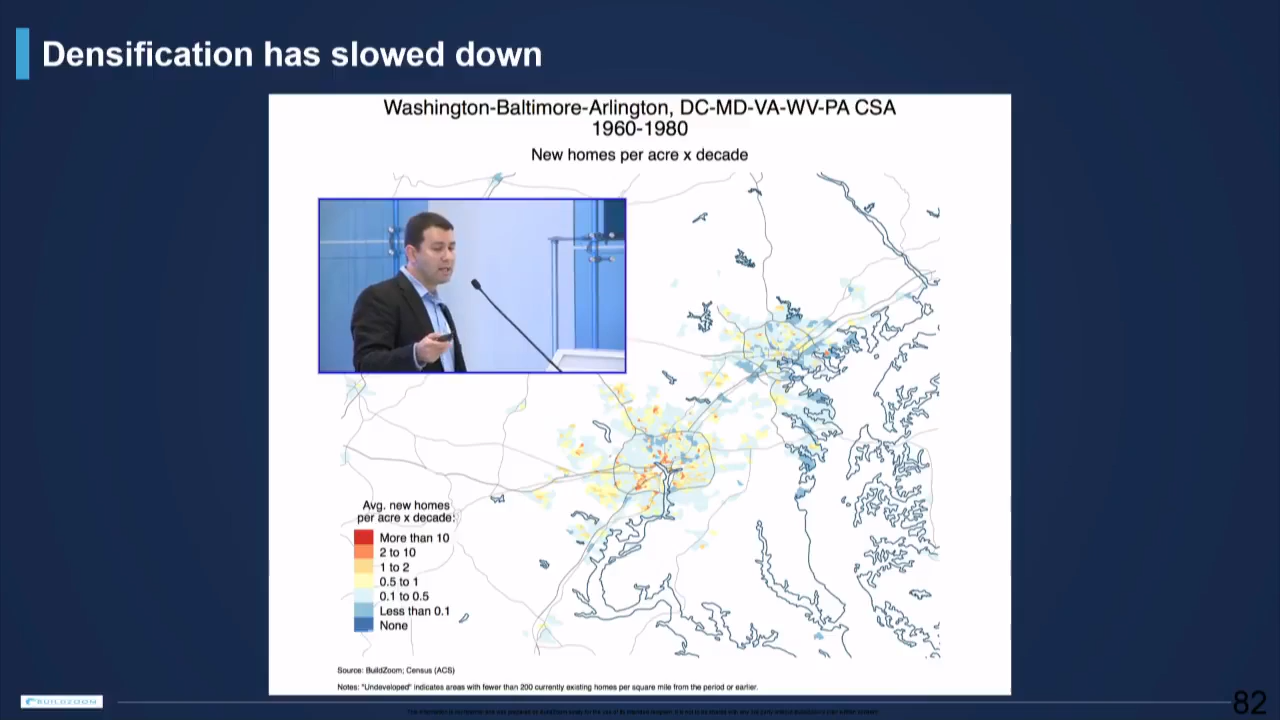 Densification has slowed down
Washington-Baltimore-Arlington, DC-MD-VA-WV-PA CSA
1960-1980
New homes per acre x decade
Avg. new homes
per acre x decade:
More than 10
2 to 10
1 to 2
0.5 to 1
0.1 to 0.5
Less than 0.1
None
Source: BuildZoom; Census (ACS)
Notes: "Undeveloped" indicates areas with fewer than 200 currently existing homes per square mile from the period or earlier.
BUILDZOOM
82